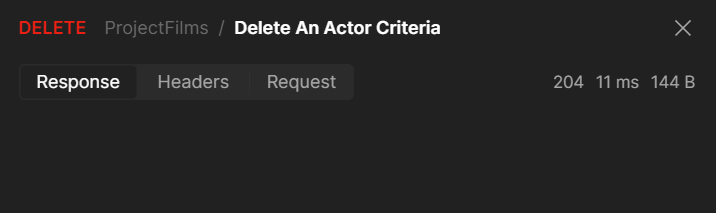 DELETE ProjectFilms / Delete An Actor Criteria
Response Headers Request 204 11 ms 144 B